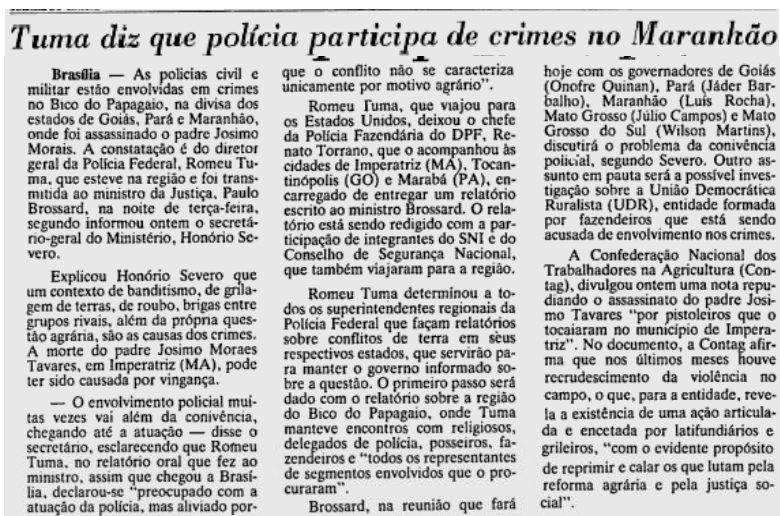 Tuma diz que polícia participa de crimes no Maranhão
Brasília — As policias civil e
militar estão envolvidas em crimes
no Bico do Papagaio, na divisa dos
estados de Goiás, Pará e Maranhão,
onde foi assassinado o padre Josimo
Morais. A constatação é do diretor
geral da Polícia Federal, Romeu Tu-
ma, que esteve na região e foi trans-
mitida ao ministro da Justiça, Paulo
Brossard, na noite de terça-feira,
segundo informou ontem o secretá-
rio-geral do Ministério, Honório Se-
vero.
Explicou Honório Severo que
um contexto de banditismo, de grila-
gem de terras, de roubo, brigas entre
grupos rivais, além da própria ques-
tão agrária, são as causas dos crimes.
A morte do padre Josimo Moraes
Tavares, em Imperatriz (MA), pode
ter sido causada por vingança.
— O envolvimento policial mui-
tas vezes vai além da conivência,
chegando até a atuação — disse o
secretário, esclarecendo que Romeu
Tuma, no relatório oral que fez ao
ministro, assim que chegou a Brasí-
lia, declarou-se "preocupado com a
atuação da polícia, mas aliviado por-
que o conflito não se caracteriza
unicamente por motivo agrário".
Romeu Tuma, que viajou para
os Estados Unidos, deixou o chefe
da Polícia Fazendária do DPF, Re-
nato Torrano, que o acompanhou às
cidades de Imperatriz (MA), Tocan-
tinópolis (GO) e Marabá (PA), en-
carregado de entregar um relatório
escrito ao ministro Brossard. O rela-
tório está sendo redigido com a par-
ticipação de integrantes do SNI e do
Conselho de Segurança Nacional,
que também viajaram para a região.
Romeu Tuma determinou a to-
dos os superintendentes regionais da
Polícia Federal que façam relatórios
sobre conflitos de terra em seus
respectivos estados, que servirão pa-
ra manter o governo informado so-
bre a questão. O primeiro passo será
dado com o relatório sobre a região
do Bico do Papagaio, onde Tuma
manteve encontros com religiosos,
delegados de polícia, posseiros, fa-
zendeiros e "todos os representantes
de segmentos envolvidos que o pro-
curaram".
Brossard, na reunião que fará
hoje com os governadores de Goiás
(Onofre Quinan), Pará (Jáder Bar-
balho), Maranhão (Luís Rocha),
Mato Grosso (Júlio Campos) e Mato
Grosso do Sul (Wilson Martins),
discutirá o problema da conivência
policial, segundo Severo. Outro as-
sunto em pauta será a possível inves-
tigação sobre a União Democrática
Ruralista (UDR), entidade formada
por fazendeiros que está sendo
acusada de envolvimento nos crimes.
A Confederação Nacional dos
Trabalhadores na Agricultura (Con-
tag), divulgou ontem uma nota repu-
diando o assassinato do padre Josi-
mo Tavares "por pistoleiros que o
tocaiaram no município de Impera-
triz". No documento, a Contag afir-
ma que nos últimos meses houve
recrudescimento da violência no
campo, o que, para a entidade, reve-
la a existência de uma ação articula-
da e encetada por latifundiários e
grileiros, "com o evidente propósito
de reprimir e calar os que lutam pela
reforma agrária e pela justiça so-
cial".